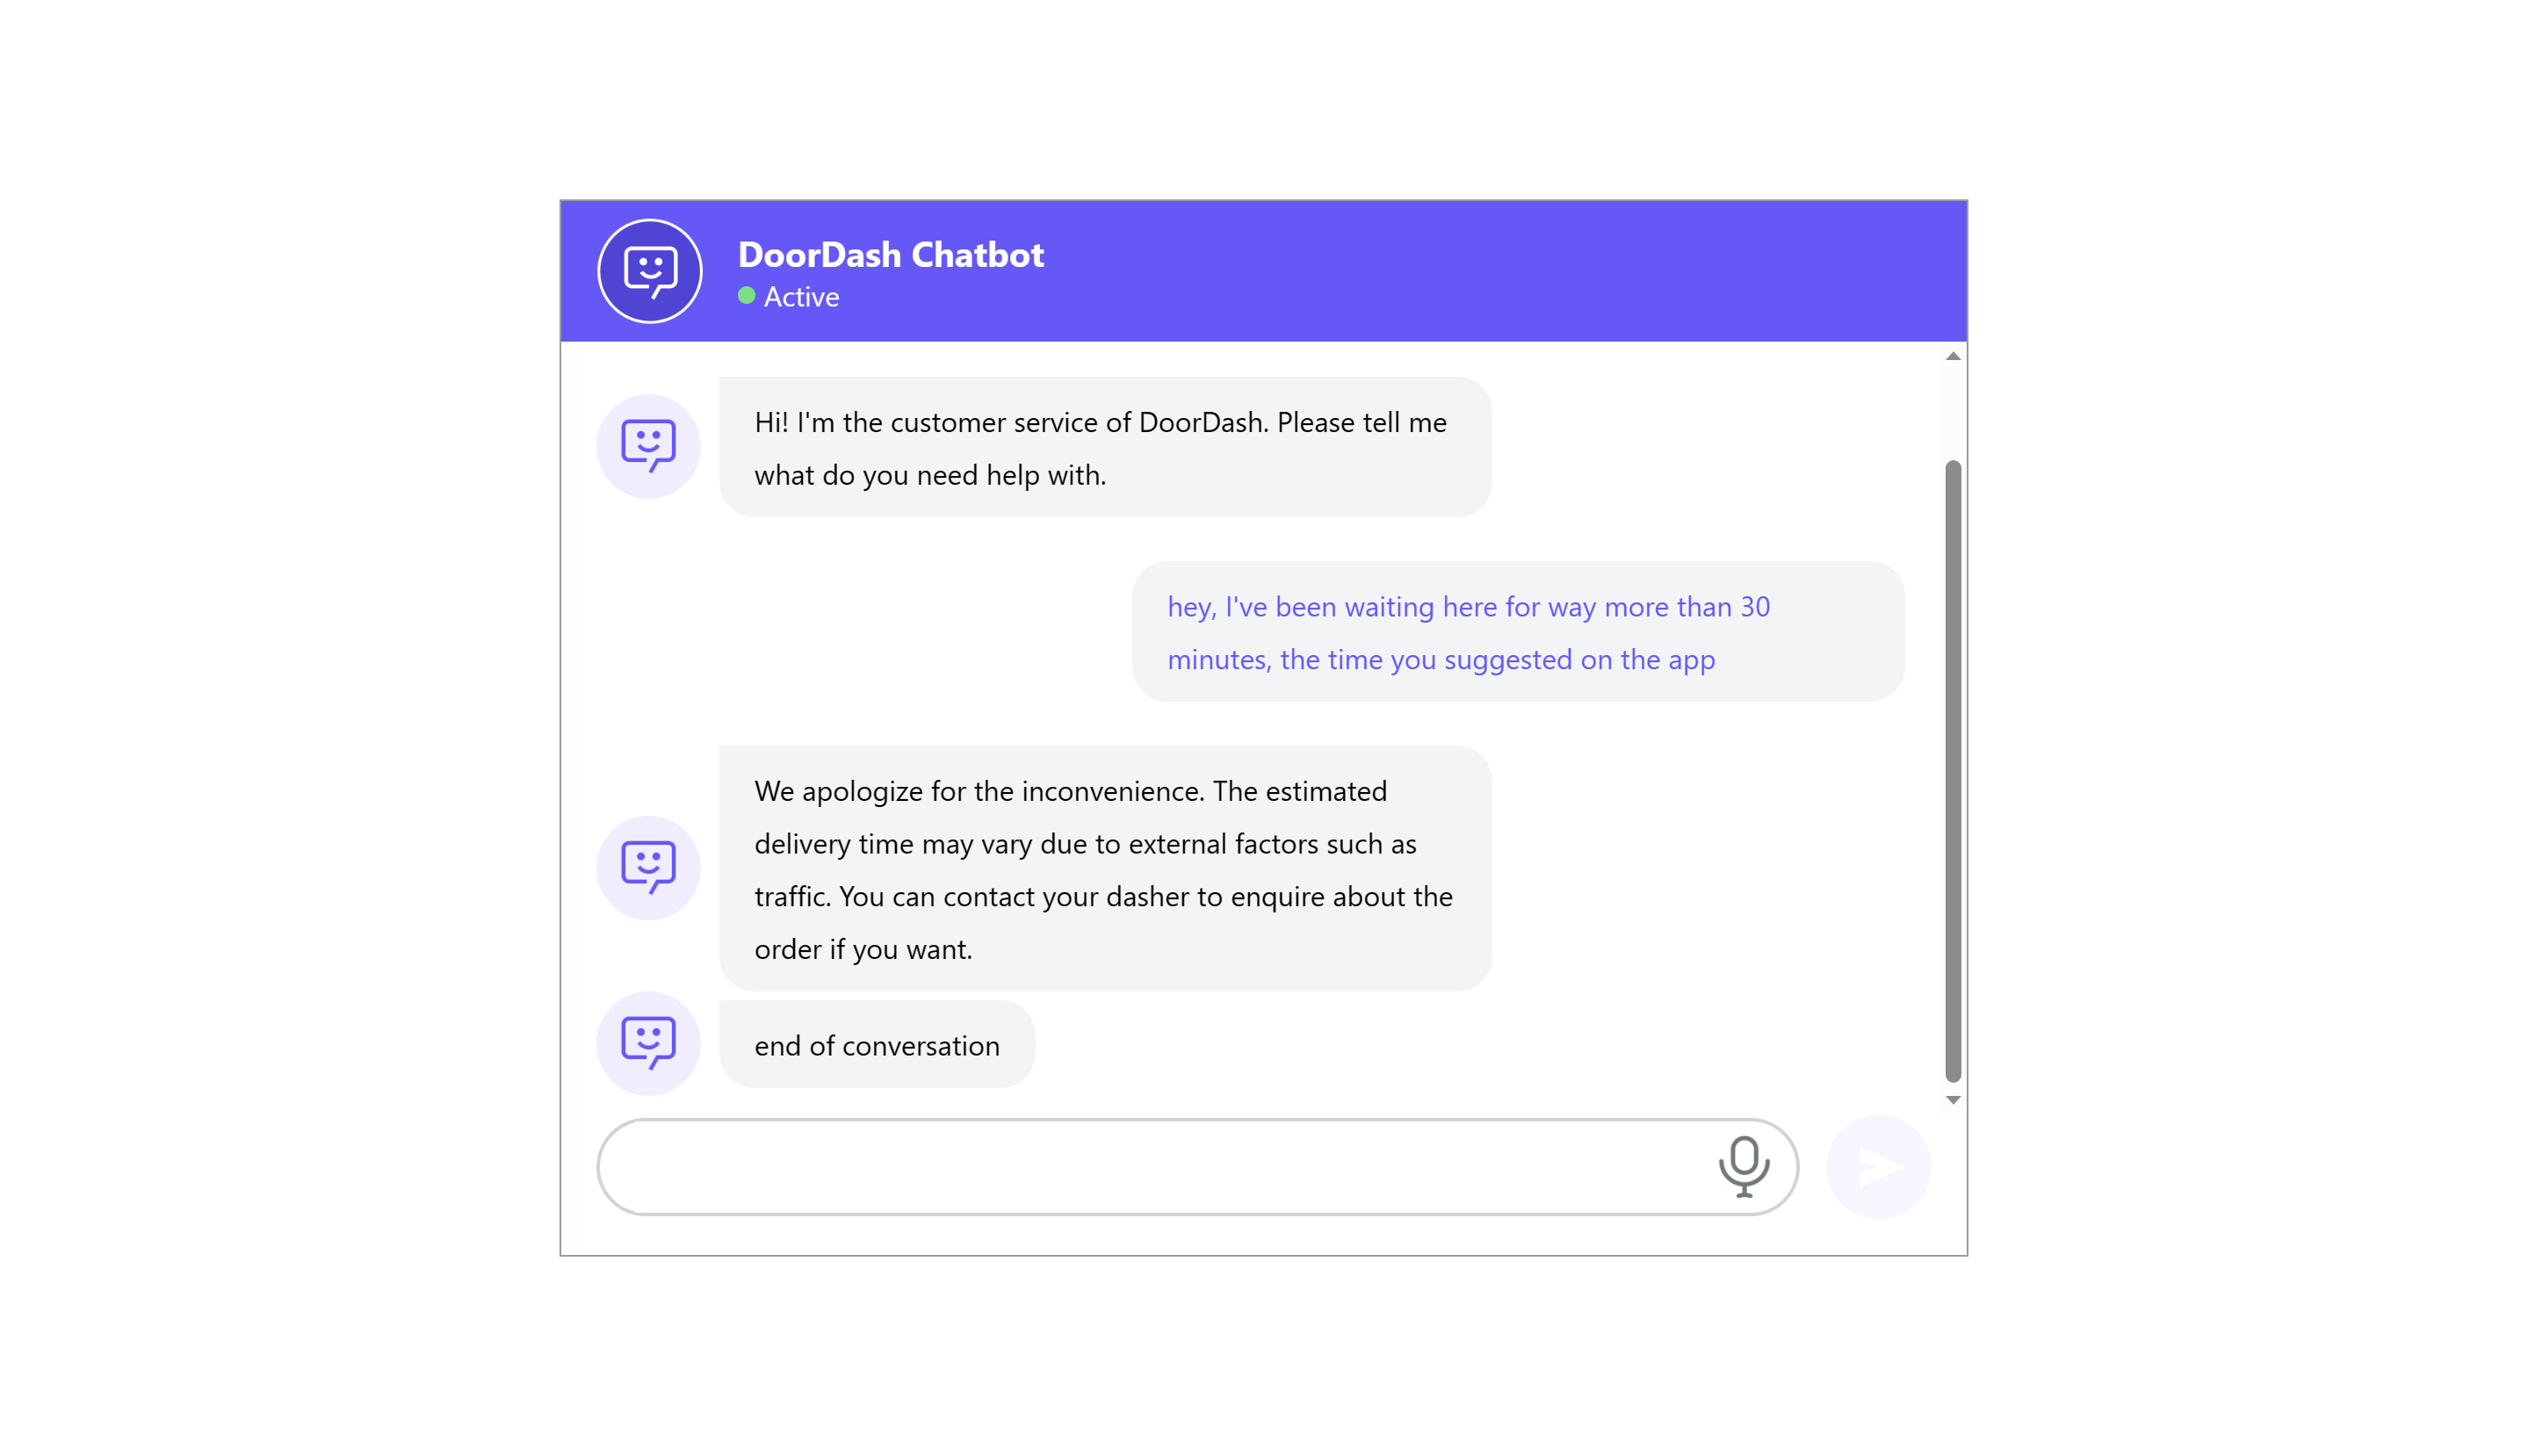 DoorDash Chatbot
Active
Hi! I'm the customer service of DoorDash. Please tell me
what do you need help with.
hey, I've been waiting here for way more than 30
minutes, the time you suggested on the app
We apologize for the inconvenience. The estimated
delivery time may vary due to external factors such as
traffic. You can contact your dasher to enquire about the
order if you want.
end of conversation